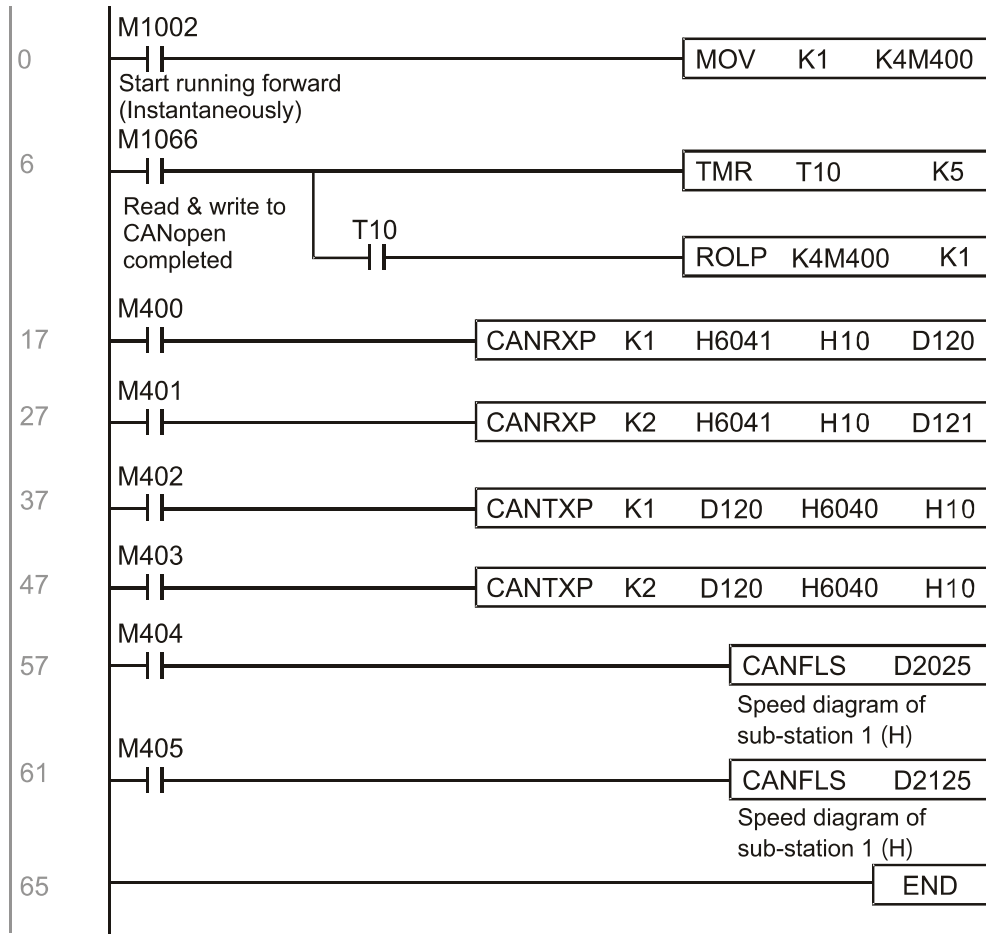 M1002
0 MOV K1 K4M400
Start running forward
(Instantaneously)
M1066
6 TMR T10 K5
Read & write to
CANopen
completed
T10
ROLP K4M400 K1
M400
17 CANRXP K1 H6041 H10 D120
M401
27 CANRXP K2 H6041 H10 D121
M402
37 CANTXP K1 D120 H6040 H10
M403
47 CANTXP K2 D120 H6040 H10
M404
57 CANFLS D2025
Speed diagram of
sub-station 1 (H)
M405
61 CANFLS D2125
Speed diagram of
sub-station 1 (H)
65 END